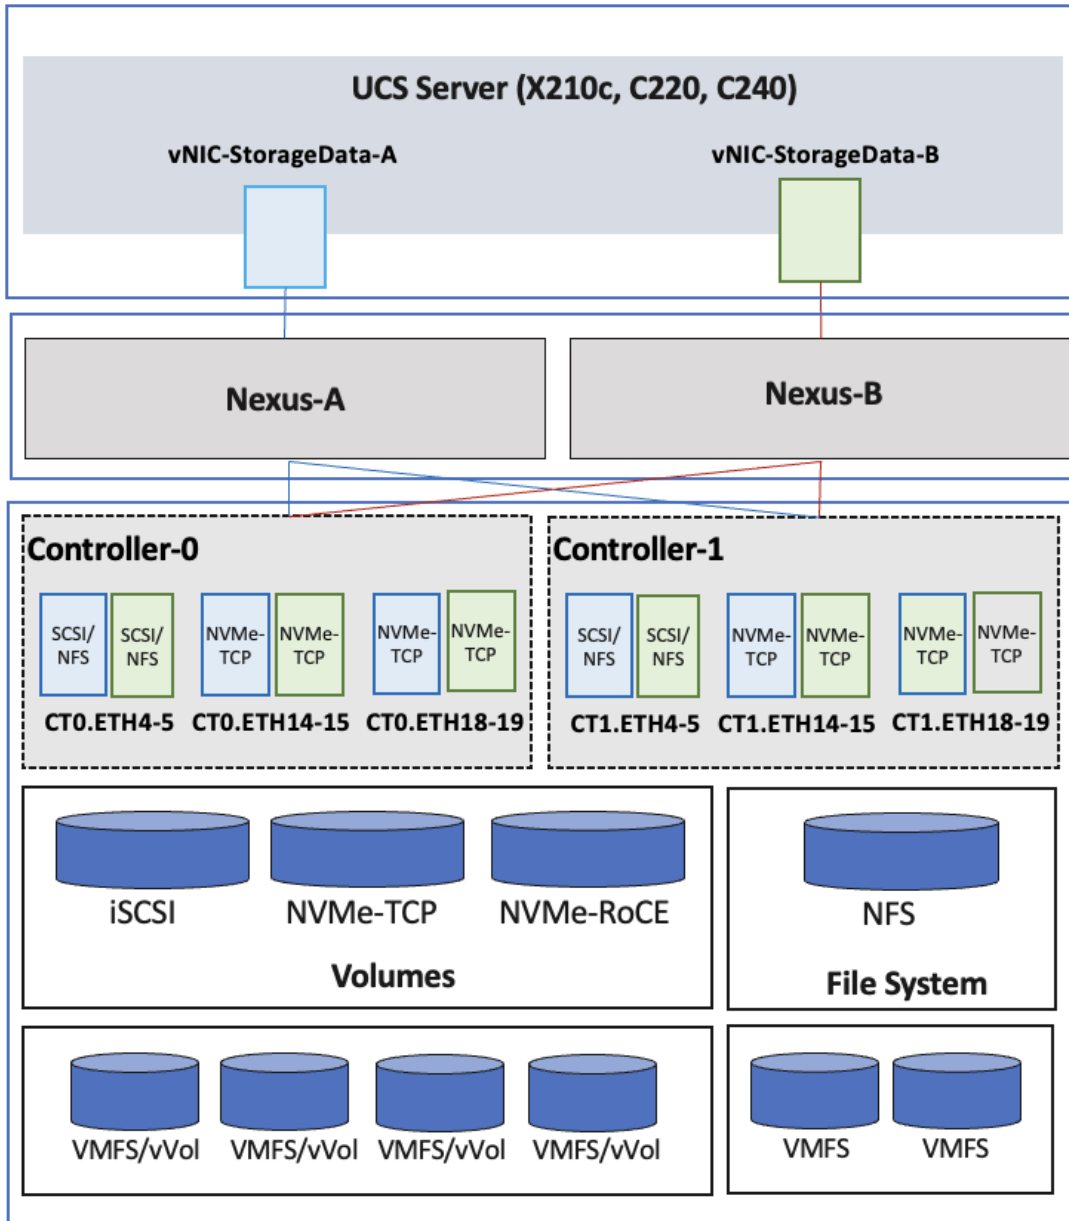 UCS Server (X210c, C220, C240)
vNIC-StorageData-A
vNIC-StorageData-B
Nexus-A
Nexus-B
Controller-0
SCSI/
NFS
SCSI/
NFS
NVMe-
TCP
NVMe-
TCP
NVMe-
TCP
NVMe-
TCP
CT0.ETH4-5
CT0.ETH14-15
CT0.ETH18-19
Controller-1
SCSI/
NFS
SCSI/
NFS
NVMe-
TCP
NVMe-
TCP
NVMe-
TCP
NVMe-
TCP
CT1.ETH4-5
CT1.ETH14-15
CT1.ETH18-19
iSCSI
NVMe-TCP
NVMe-RoCE
Volumes
NFS
File System
VMFS/vVol
VMFS/vVol
VMFS/vVol
VMFS/vVol
VMFS
VMFS